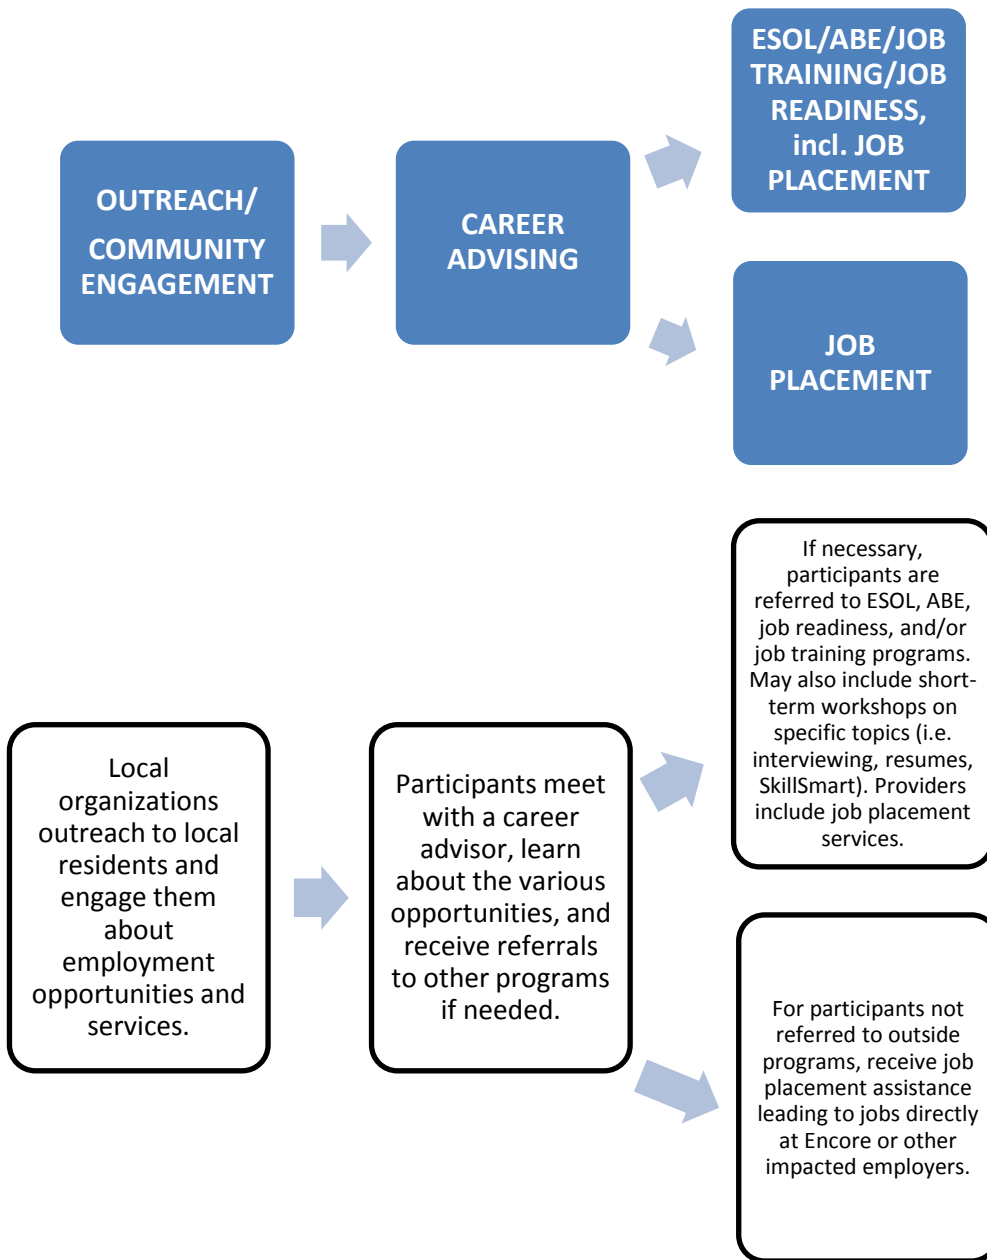 OUTREACH/
COMMUNITY
ENGAGEMENT
CAREER
ADVISING
ESOL/ABE/JOB
TRAINING/JOB
READINESS,
incl. JOB
PLACEMENT
JOB
PLACEMENT
Local
organizations
outreach to local
residents and
engage them
about
employment
opportunities and
services.
Participants meet
with a career
advisor, learn
about the various
opportunities, and
receive referrals
to other programs
if needed.
If necessary,
participants are
referred to ESOL, ABE,
job readiness, and/or
job training programs.
May also include short-
term workshops on
specific topics (i.e.
interviewing, resumes,
SkillSmart). Providers
include job placement
services.
For participants not
referred to outside
programs, receive job
placement assistance
leading to jobs directly
at Encore or other
impacted employers.